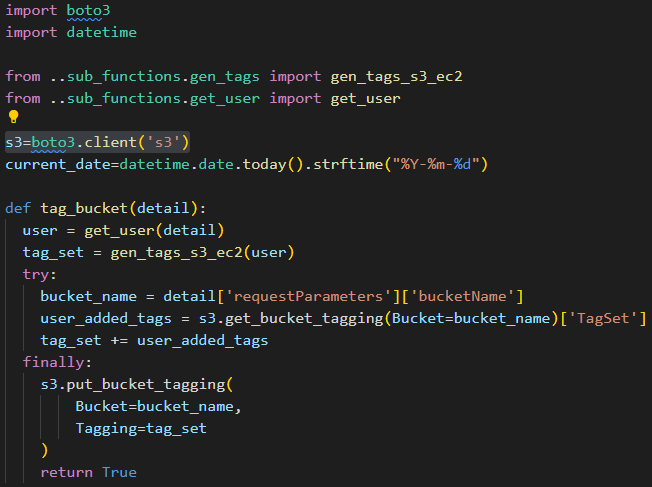 import boto3
import datetime
from ..sub_functions.gen_tags import gen_tags_s3_ec2
from ..sub_functions.get_user import get_user
s3=boto3.client('s3')
current_date=datetime.date.today().strftime("%Y-%m-%d")
def tag_bucket(detail):
  user = get_user(detail)
  tag_set = gen_tags_s3_ec2(user)
  try:
    bucket_name = detail['requestParameters']['bucketName']
    user_added_tags = s3.get_bucket_tagging(Bucket=bucket_name)['TagSet']
    tag_set += user_added_tags
  finally:
    s3.put_bucket_tagging(
        Bucket=bucket_name,
        Tagging=tag_set
    )
    return True